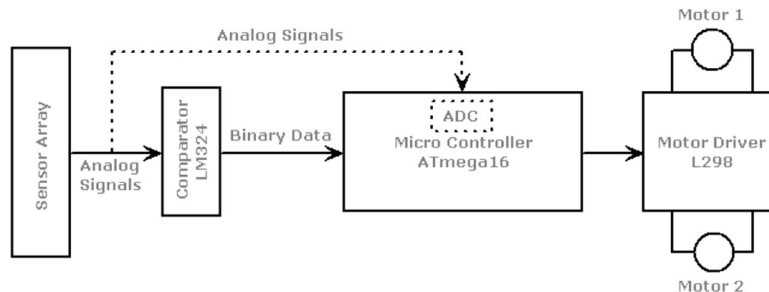 Motor 1
Analog Signals
Sensor Array
Analog
Signals
Comparator
LM324
Binary Data
ADC
Micro Controller
ATmega16
Motor Driver
L298
Motor 2